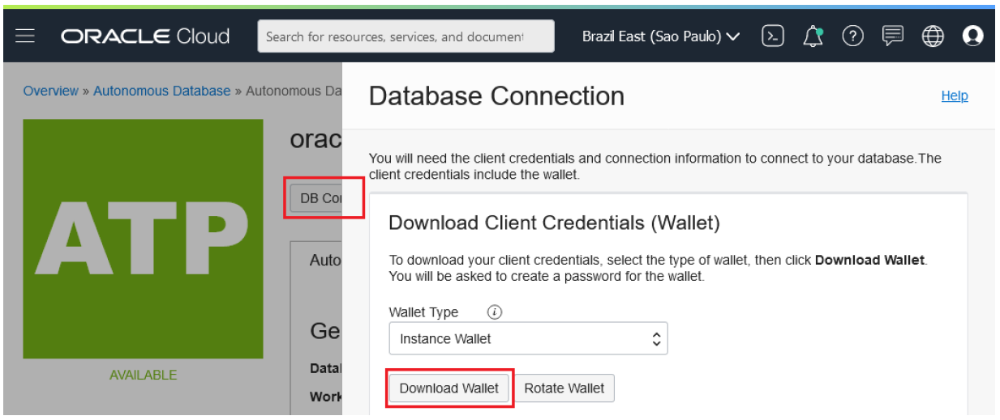 ORACLE Cloud
Search for resources, services, and document
Brazil East (Sao Paulo)
Overview » Autonomous Database » Autonomous Da
ATP
AVAILABLE
orac
DB Co
Auto
Ge
Data
Work
Database Connection
Help
You will need the client credentials and connection information to connect to your database.The
client credentials include the wallet.
Download Client Credentials (Wallet)
To download your client credentials, select the type of wallet, then click Download Wallet.
You will be asked to create a password for the wallet.
Wallet Type
Instance Wallet
Download Wallet
Rotate Wallet